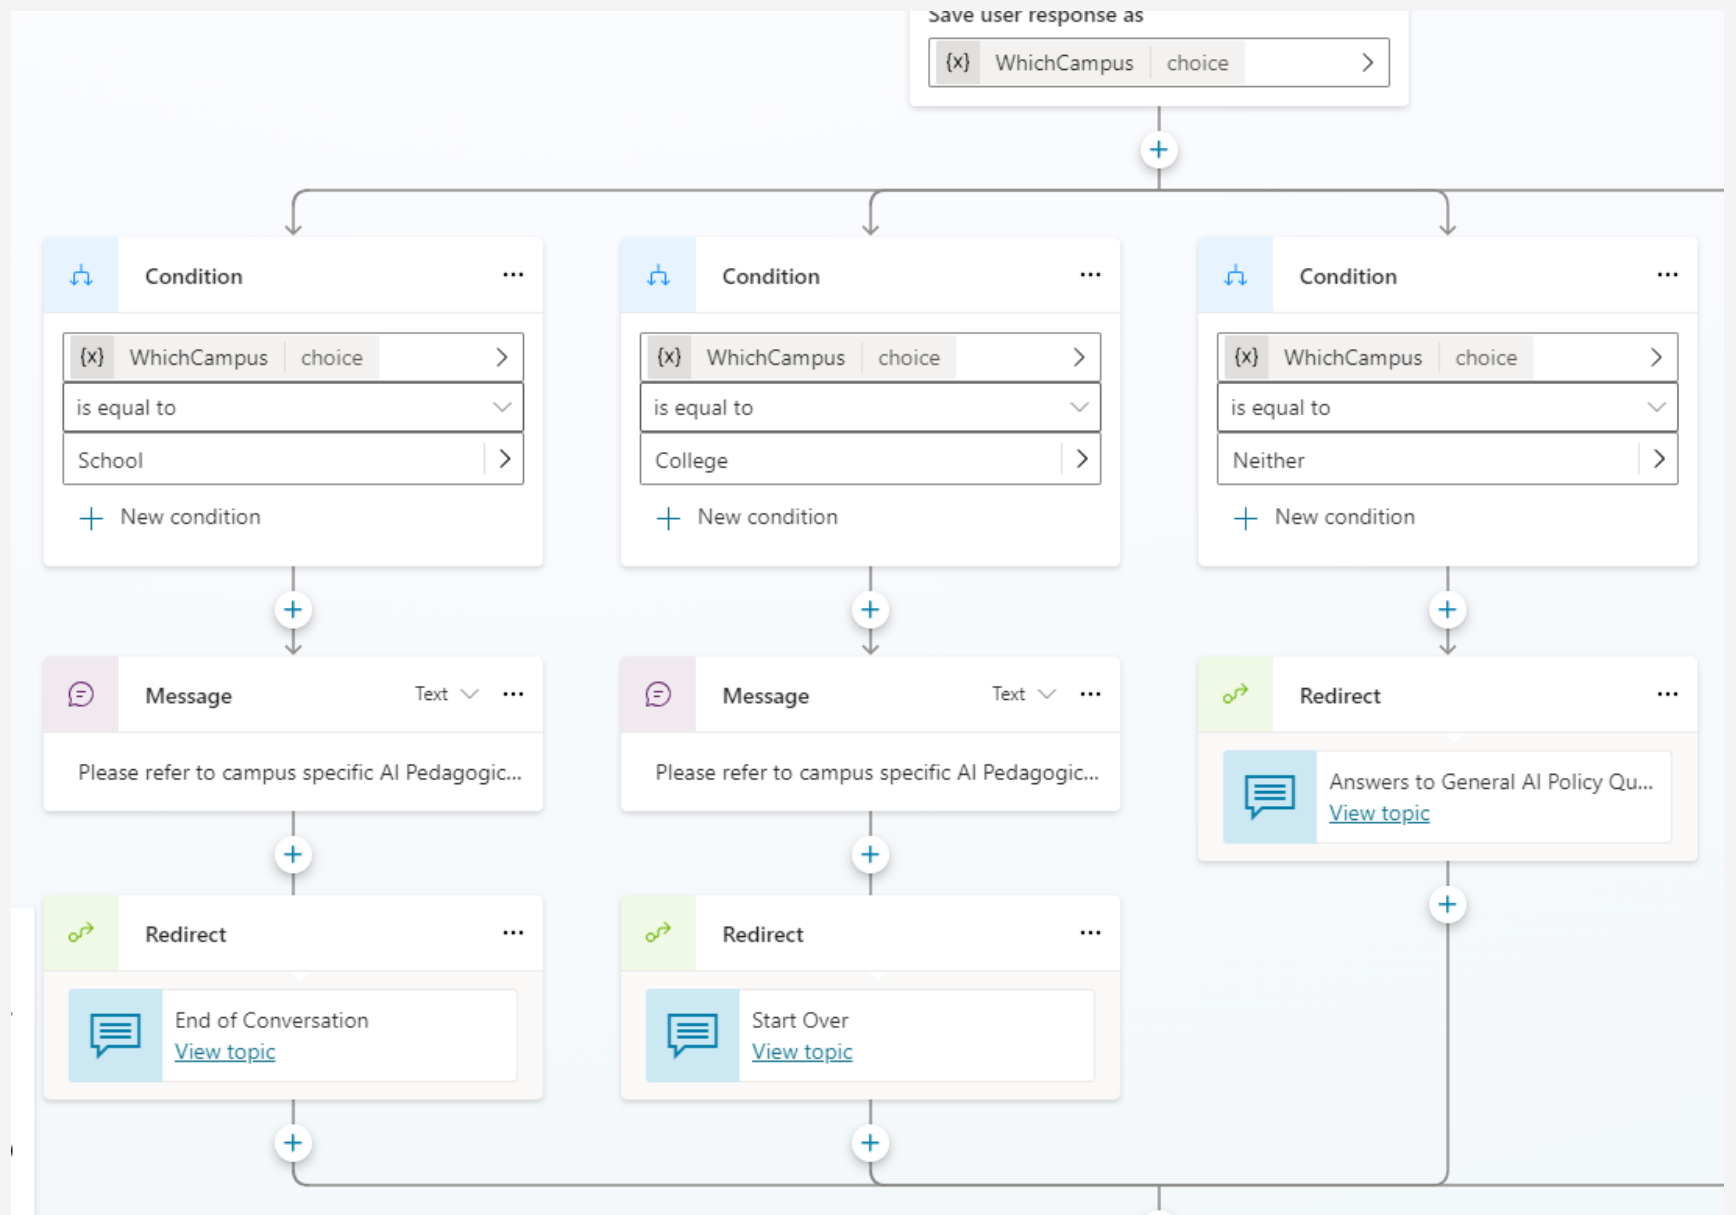 Save user response as
{x} WhichCampus choice
Condition
{x} WhichCampus choice
is equal to
School
New condition
Condition
{x} WhichCampus choice
is equal to
College
New condition
Condition
{x} WhichCampus choice
is equal to
Neither
New condition
Message Text
Please refer to campus specific AI Pedagogic...
Message Text
Please refer to campus specific AI Pedagogic...
Redirect
Answers to General AI Policy Qu...
View topic
Redirect
End of Conversation
View topic
Redirect
Start Over
View topic